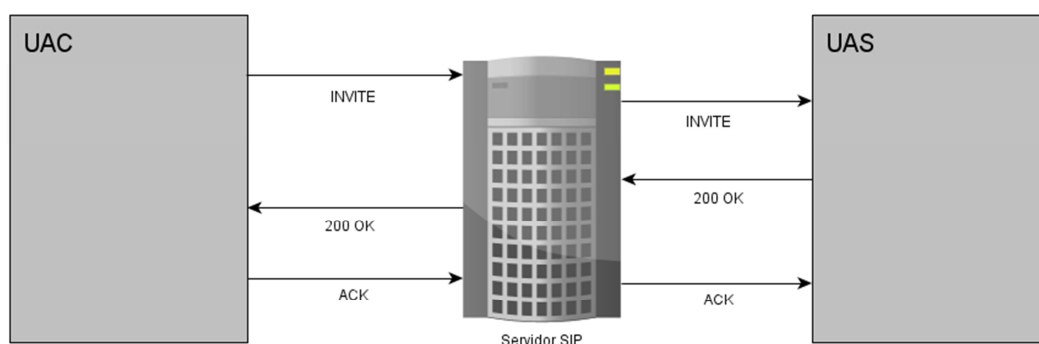 UAC
UAS
INVITE
INVITE
200 OK
200 OK
ACK
ACK
Servidor SIP